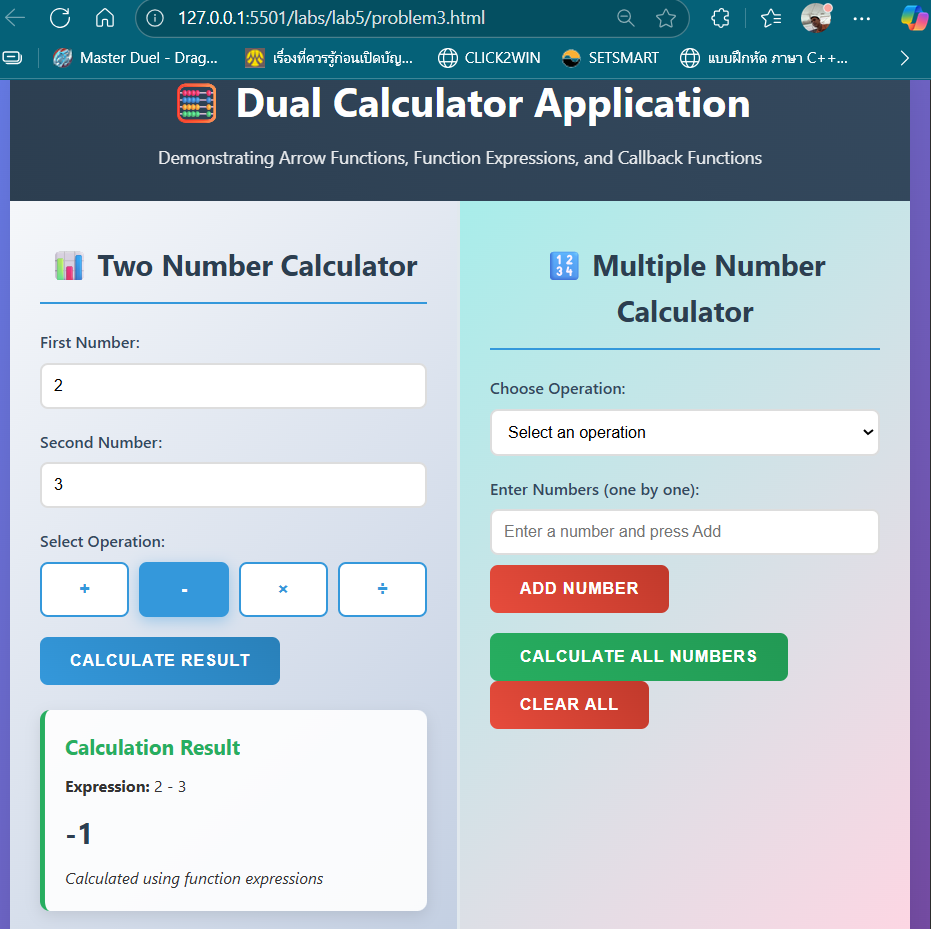 127.0.0.1:5501/labs/lab5/problem3.html
Master Duel - Drag...
เรื่องที่ควรรู้ก่อนเปิดบัญ...
CLICK2WIN
SETSMART
แบบฝึกหัด ภาษา C++...
Dual Calculator Application
Demonstrating Arrow Functions, Function Expressions, and Callback Functions
Two Number Calculator
First Number:
2
Second Number:
3
Select Operation:
+ - × ÷
CALCULATE RESULT
Calculation Result
Expression: 2 - 3
-1
Calculated using function expressions
1 2
3 4
Multiple Number
Calculator
Choose Operation:
Select an operation
Enter Numbers (one by one):
Enter a number and press Add
ADD NUMBER
CALCULATE ALL NUMBERS
CLEAR ALL